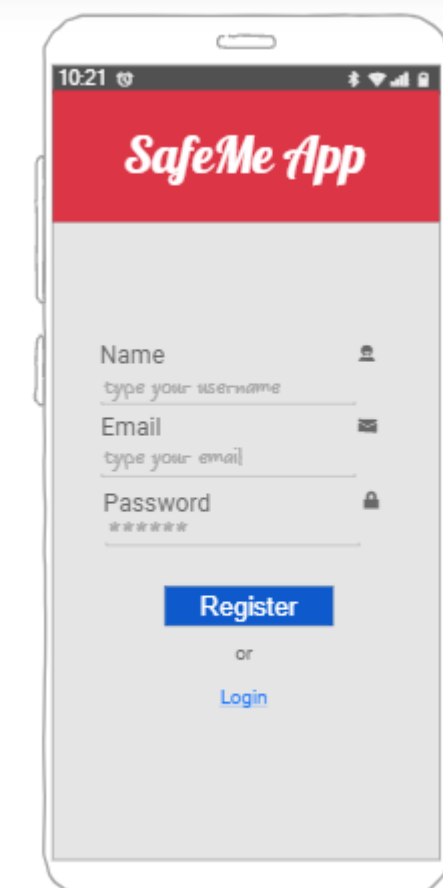 10:21
SafeMe App
Name
type your username
Email
type your email
Password
******
Register
or
Login